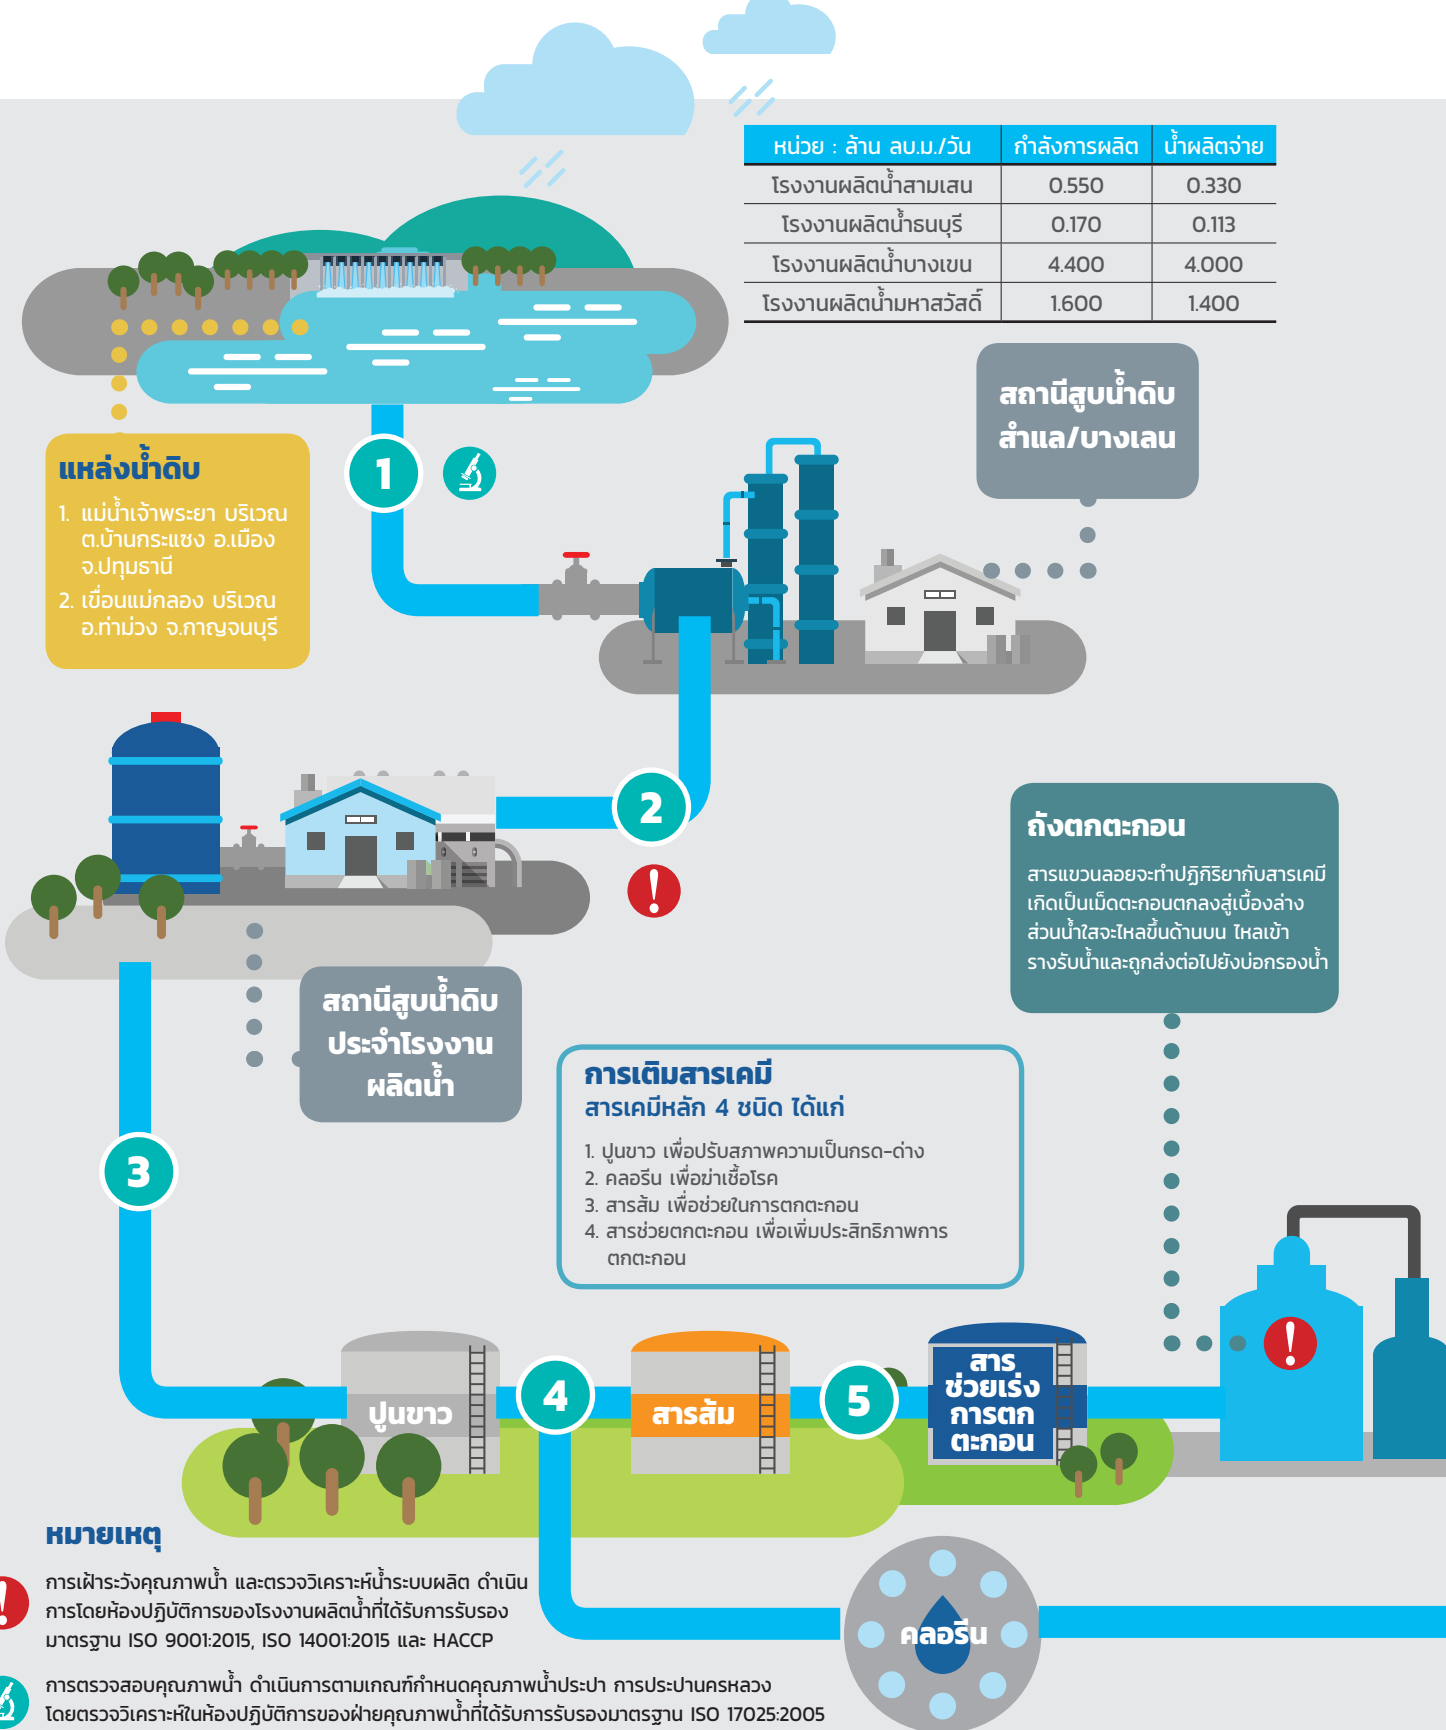 หน่วย : ล้าน ลบ.ม./วัน กำลังการผลิต น้ำผลิตจ่าย
โรงงานผลิตน้ำสามเสน 0.550 0.330
โรงงานผลิตน้ำธนบุรี 0.170 0.113
โรงงานผลิตน้ำบางเขน 4.400 4.000
โรงงานผลิตน้ำมหาสวัสดิ์ 1.600 1.400
สถานีสูบน้ำดิบ
สำแล/บางเลน
แหล่งน้ำดิบ
1. แม่น้ำเจ้าพระยา บริเวณ
ต.บ้านกระแชง อ.เมือง
จ.ปทุมธานี
2. เขื่อนแม่กลอง บริเวณ
อ.ท่าม่วง จ.กาญจนบุรี
1
2
!
ถังตกตะกอน
สารแขวนลอยจะทำปฏิกิริยากับสารเคมี
เกิดเป็นเม็ดตะกอนตกลงสู่เบื้องล่าง
ส่วนน้ำใสจะไหลขึ้นด้านบน ไหลเข้า
รางรับน้ำและถูกส่งต่อไปยังบ่อกรองน้ำ
สถานีสูบน้ำดิบ
ประจำโรงงาน
ผลิตน้ำ
การเติมสารเคมี
สารเคมีหลัก 4 ชนิด ได้แก่
1. ปูนขาว เพื่อปรับสภาพความเป็นกรด-ด่าง
2. คลอรีน เพื่อฆ่าเชื้อโรค
3. สารส้ม เพื่อช่วยในการตกตะกอน
4. สารช่วยตกตะกอน เพื่อเพิ่มประสิทธิภาพการ
ตกตะกอน
3
!
ปูนขาว
4
สารส้ม
5
สาร
ช่วยเร่ง
การตก
ตะกอน
หมายเหตุ
!
การเฝ้าระวังคุณภาพน้ำ และตรวจวิเคราะห์น้ำระบบผลิต ดำเนิน
การโดยห้องปฏิบัติการของโรงงานผลิตน้ำที่ได้รับการรับรอง
มาตรฐาน ISO 9001:2015, ISO 14001:2015 และ HACCP
คลอรีน
การตรวจสอบคุณภาพน้ำ ดำเนินการตามเกณฑ์กำหนดคุณภาพน้ำประปา การประปานครหลวง
โดยตรวจวิเคราะห์ในห้องปฏิบัติการของฝ่ายคุณภาพน้ำที่ได้รับการรับรองมาตรฐาน ISO 17025:2005